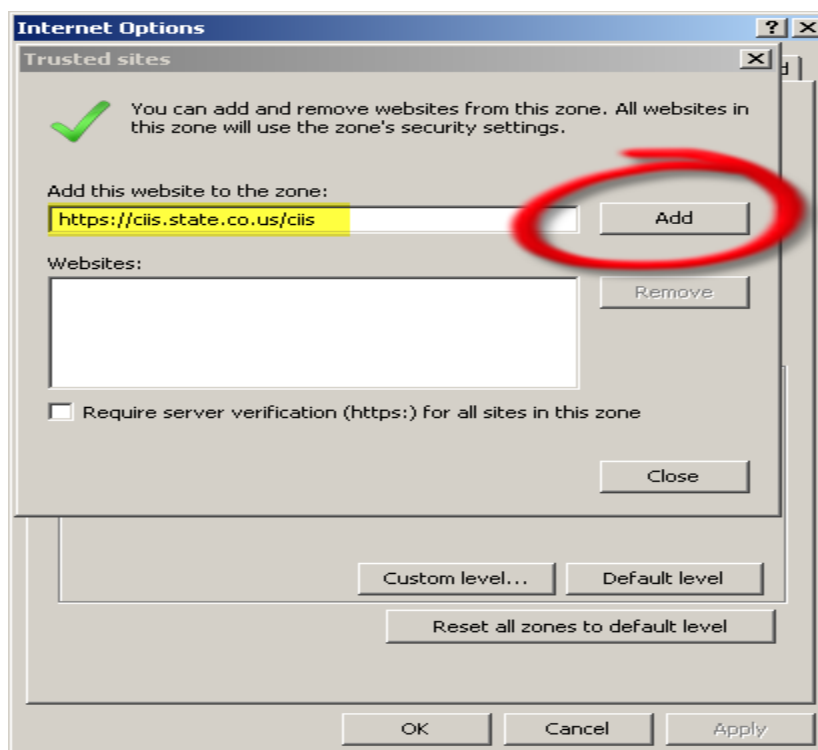 Internet Options
?
Trusted sites
d
You can add and remove websites from this zone. All websites in
this zone will use the zone's security settings.
Add this website to the zone:
https://ciis.state.co.us/ciis
Add
Websites:
Remove
Require server verification (https:) for all sites in this zone
Close
Custom level...
Default level
Reset all zones to default level
OK
Cancel
Apply